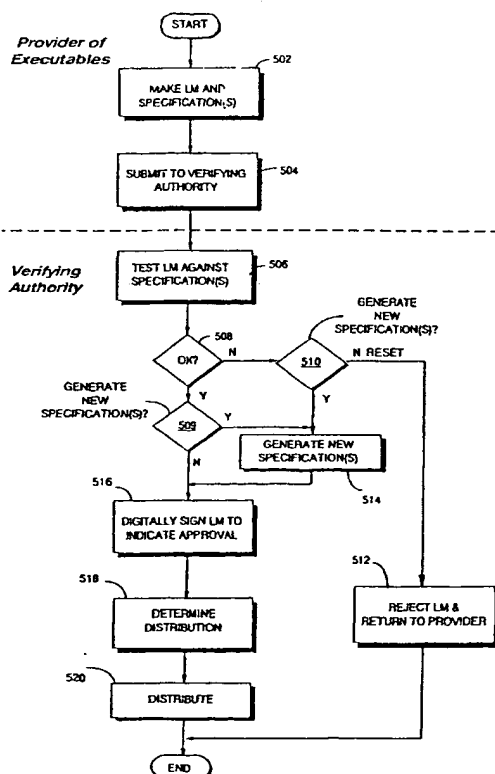 START
Provider of
Executables
502
MAKE LM AND
SPECIFICATION(S)
SUBMIT TO VERIFYING
AUTHORITY
504
Verifying
Authority
TEST LM AGAINST
SPECIFICATION(S)
506
GENERATE
NEW
SPECIFICATION(S)?
508
OK?
N
510
N RESET
Y
GENERATE
NEW
SPECIFICATION(S)?
509
Y
Y
N
GENERATE NEW
SPECIFICATION(S)
514
516
DIGITALLY SIGN LM TO
INDICATE APPROVAL
512
REJECT LM &
RETURN TO PROVIDER
518
DETERMINE
DISTRIBUTION
520
DISTRIBUTE
END